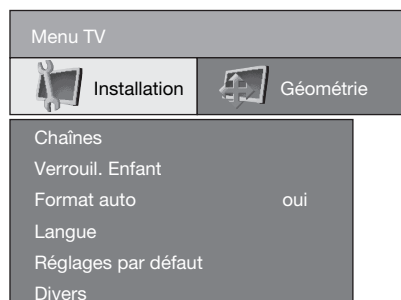 Menu TV
Installation Géométrie
Chaînes
Verrouil. Enfant
Format auto oui
Langue
Réglages par défaut
Divers